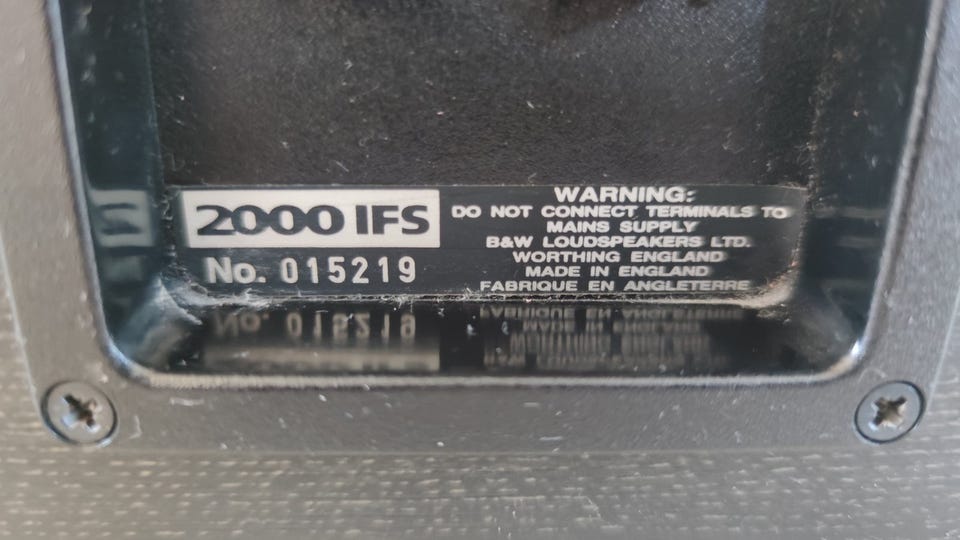 2000 IFS
No. 015219
WARNING:
DO NOT CONNECT TERMINALS TO
MAINS SUPPLY
B&W LOUDSPEAKERS LTD.
WORTHING ENGLAND
MADE IN ENGLAND
FABRIQUE EN ANGLETERRE